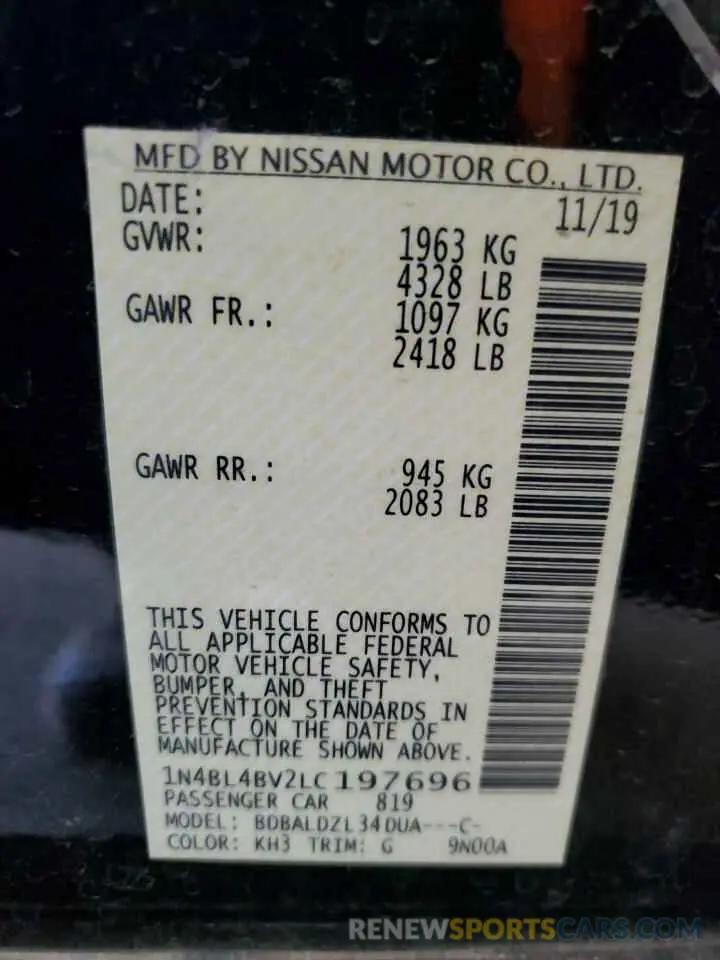 MFD BY NISSAN MOTOR CO., LTD.
DATE: 11/19
GVWR: 1963 KG
4328 LB
GAWR FR.: 1097 KG
2418 LB
GAWR RR.: 945 KG
2083 LB
THIS VEHICLE CONFORMS TO
ALL APPLICABLE FEDERAL
MOTOR VEHICLE SAFETY,
BUMPER, AND THEFT
PREVENTION STANDARDS IN
EFFECT ON THE DATE OF
MANUFACTURE SHOWN ABOVE.
1N4BL4BV2LC197696
PASSENGER CAR 819
MODEL: BDBALDZL34DUA---C-
COLOR: KH3 TRIM: G 9N00A
RENEWSPORTSCARS.COM